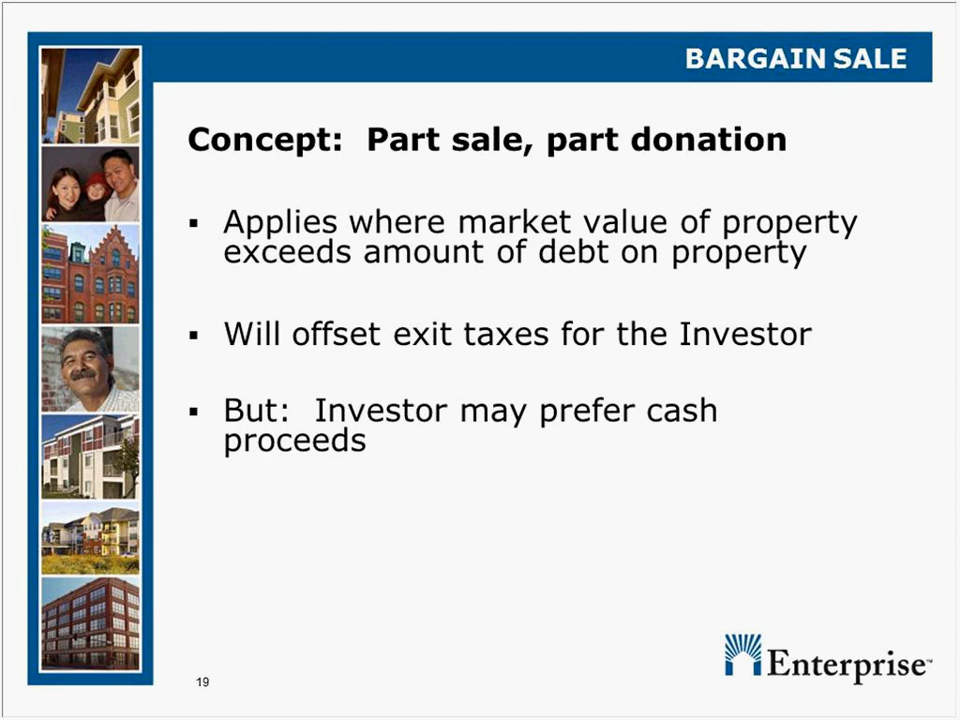 BARGAIN SALE
Concept: Part sale, part donation
▪ Applies where market value of property
exceeds amount of debt on property
▪ Will offset exit taxes for the Investor
▪ But: Investor may prefer cash
proceeds
Enterprise™
19